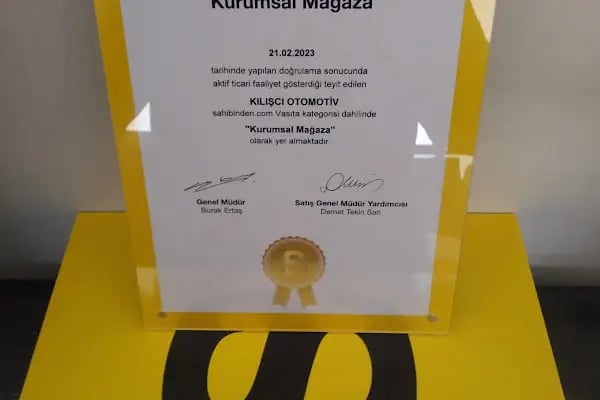 Kurumsal Mağaza
21.02.2023
tarihinde yapılan doğrulama sonucunda
aktif ticari faaliyet gösterdiği teyit edilen
KILIŞCI OTOMOTİV
sahibinden.com Vasıta kategorisi dahilinde
"Kurumsal Mağaza"
olarak yer almaktadır
Genel Müdür
Burak Ertaş
Satış Genel Müdür Yardımcısı
Demet Tekin Sarı
S